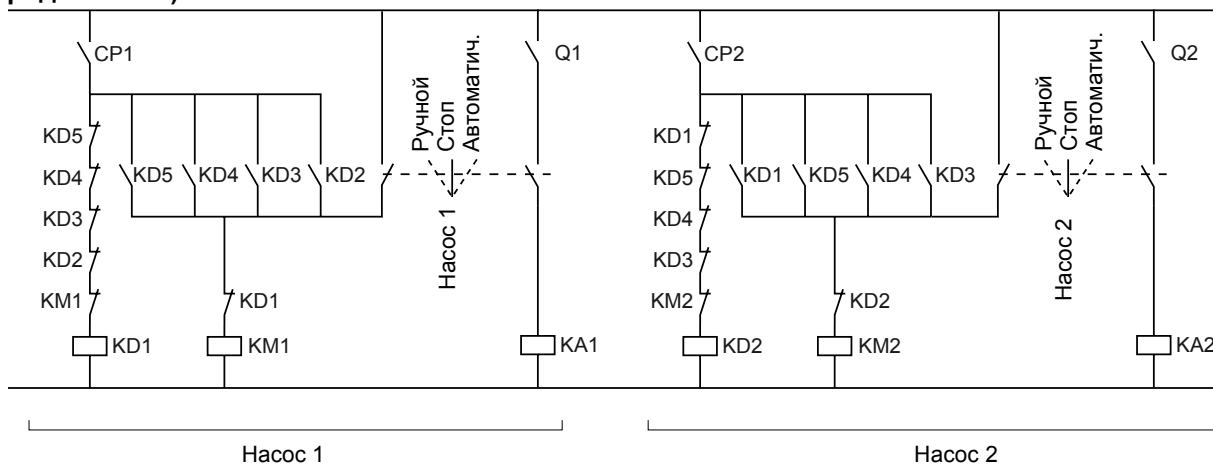 CP1
Q1
CP2
Q2
Ручной
Стоп
Автоматич.
Ручной
Стоп
Автоматич.
KD5
KD1
KD4
KD5
KD4
KD3
KD2
KD5
KD1
KD5
KD4
KD3
KD3
KD4
KD2
KD3
Насос 1
Насос 2
KM1
KD1
KM2
KD2
KD1
KM1
KA1
KD2
KM2
KA2
Насос 1
Насос 2